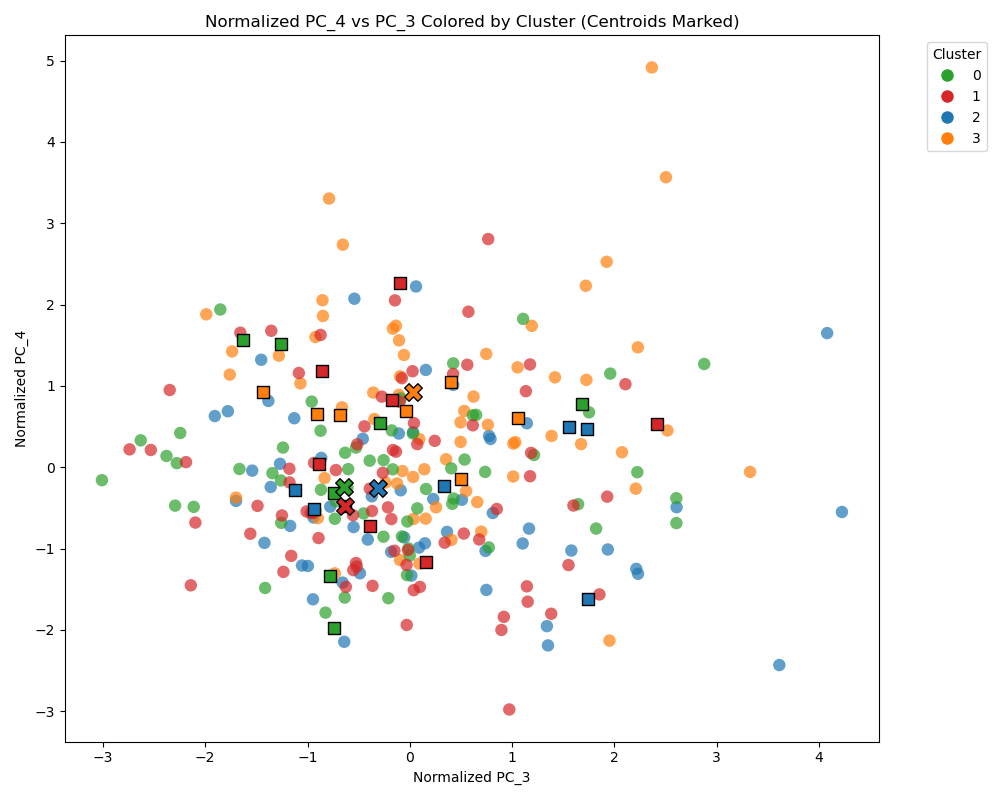 Normalized PC_4 vs PC_3 Colored by Cluster (Centroids Marked)
Cluster
0
1
2
3
5
4
3
2
1
0
−1
−2
−3
Normalized PC_4
−3 −2 −1 0 1 2 3 4
Normalized PC_3